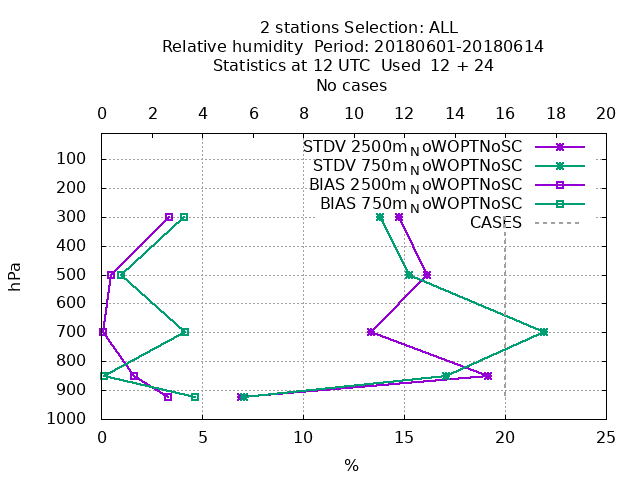 2 stations Selection: ALL
Relative humidity  Period: 20180601-20180614
Statistics at 12 UTC  Used  12 + 24
No cases
0 2 4 6 8 10 12 14 16 18 20
STDV 2500m_NoWOPTNoSC
STDV 750m_NoWOPTNoSC
BIAS 2500m_NoWOPTNoSC
BIAS 750m_NoWOPTNoSC
CASES
hPa
100
200
300
400
500
600
700
800
900
1000
0 5 10 15 20 25
%